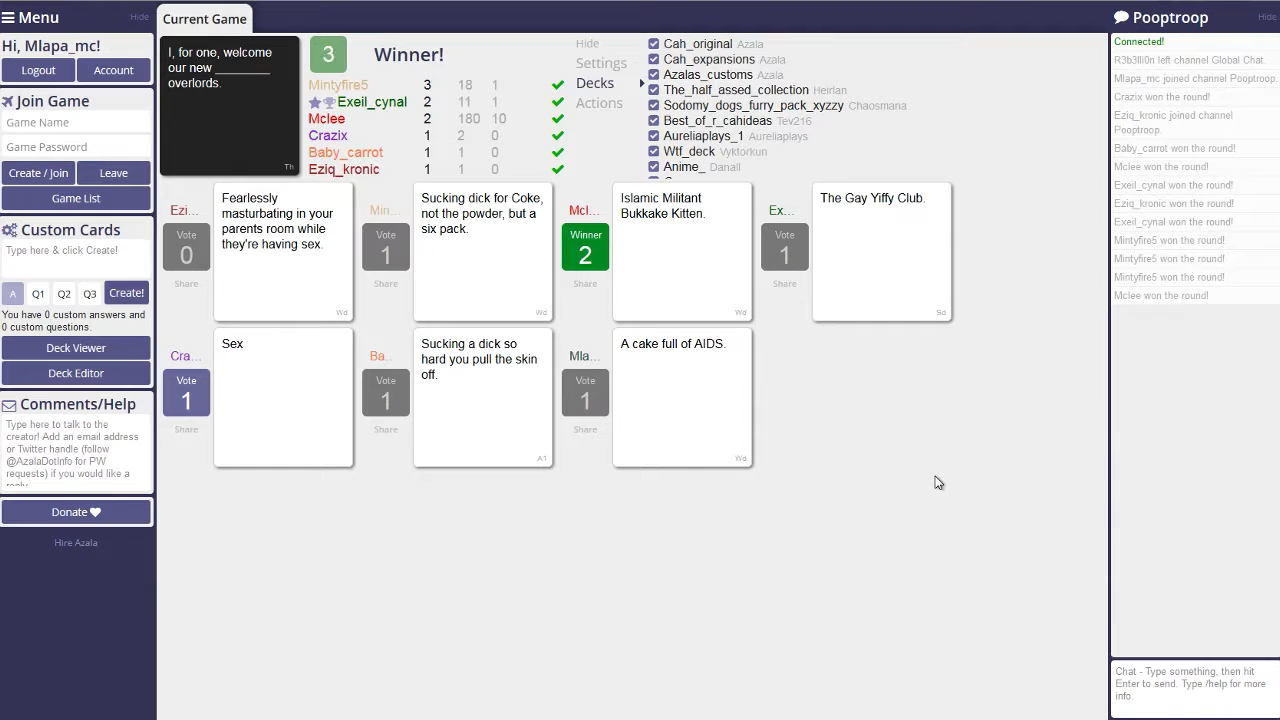 Menu
Hide
Hi, Mlapa_mc!
Logout
Account
Join Game
Game Name
Game Password
Create / Join
Leave
Game List
Custom Cards
Type here & click Create!
A
Q1
Q2
Q3
Create!
You have 0 custom answers and
0 custom questions.
Deck Viewer
Deck Editor
Comments/Help
Type here to talk to the
creator! Add an email address
or Twitter handle (follow
@AzalaDotInfo for PW
requests) if you would like a
reply.
Donate
Hire Azala
Current Game
I, for one, welcome
our new ________
overlords.
Th
3
Winner!
Mintyfire5 3 18 1
Exeil_cynal 2 11 1
Mclee 2 180 10
Crazix 1 2 0
Baby_carrot 1 1 0
Eziq_kronic 1 1 0
Hide
Settings
Decks
Actions
Cah_original Azala
Cah_expansions Azala
Azalas_customs Azala
The_half_assed_collection Heirlan
Sodomy_dogs_furry_pack_xyzzy Chaosmana
Best_of_r_cahideas Tev216
Aureliaplays_1 Aureliaplays
Wtf_deck Vyktorkun
Anime_ Danall
Ezi...
Vote
0
Share
Fearlessly
masturbating in your
parents room while
they're having sex.
Wd
Min...
Vote
1
Share
Sucking dick for Coke,
not the powder, but a
six pack.
Wd
Mcl...
Winner
2
Share
Islamic Militant
Bukkake Kitten.
Wd
Ex...
Vote
1
Share
The Gay Yiffy Club.
Sd
Cra...
Vote
1
Share
Sex
Ba...
Vote
1
Share
Sucking a dick so
hard you pull the skin
off.
A1
Mla...
Vote
1
Share
A cake full of AIDS.
Wd
Pooptroop
Hide
Connected!
R3b3lli0n left channel Global Chat.
Mlapa_mc joined channel Pooptroop.
Crazix won the round!
Eziq_kronic joined channel
Pooptroop.
Baby_carrot won the round!
Mclee won the round!
Exeil_cynal won the round!
Eziq_kronic won the round!
Exeil_cynal won the round!
Mintyfire5 won the round!
Mintyfire5 won the round!
Mintyfire5 won the round!
Mclee won the round!
Chat - Type something, then hit
Enter to send. Type /help for more
info.